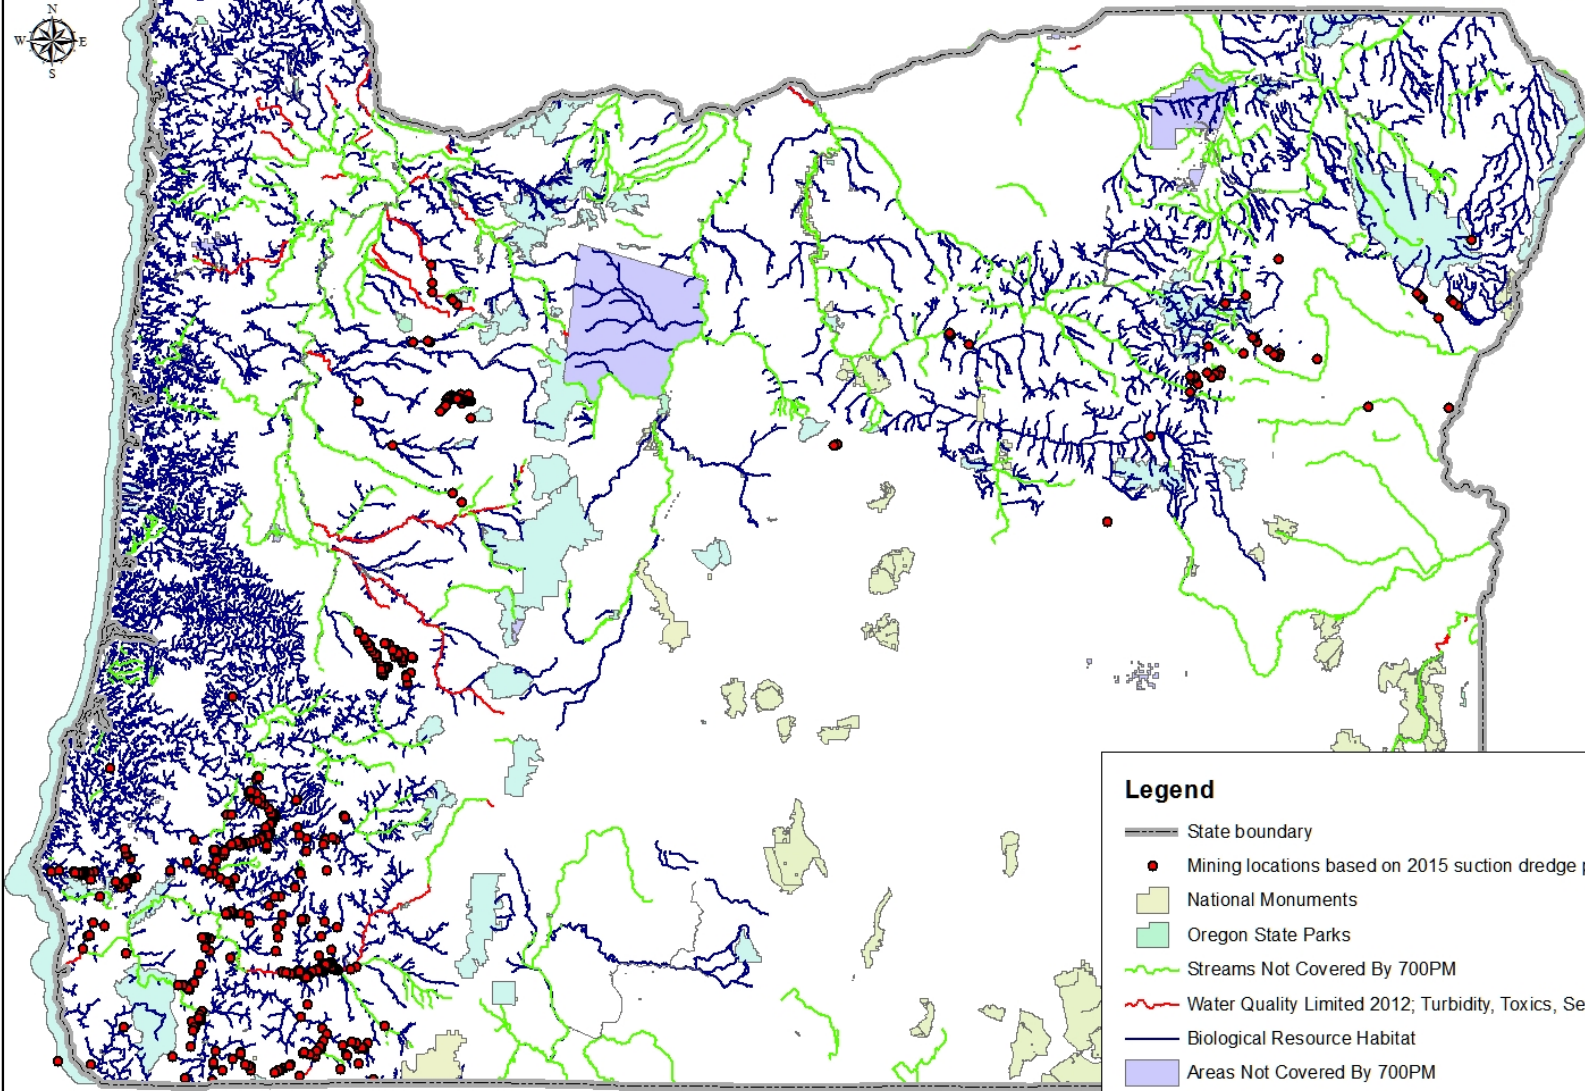 N
W E
S
Legend
State boundary
Mining locations based on 2015 suction dredge
National Monuments
Oregon State Parks
Streams Not Covered By 700PM
Water Quality Limited 2012; Turbidity, Toxics,
Biological Resource Habitat
Areas Not Covered By 700PM